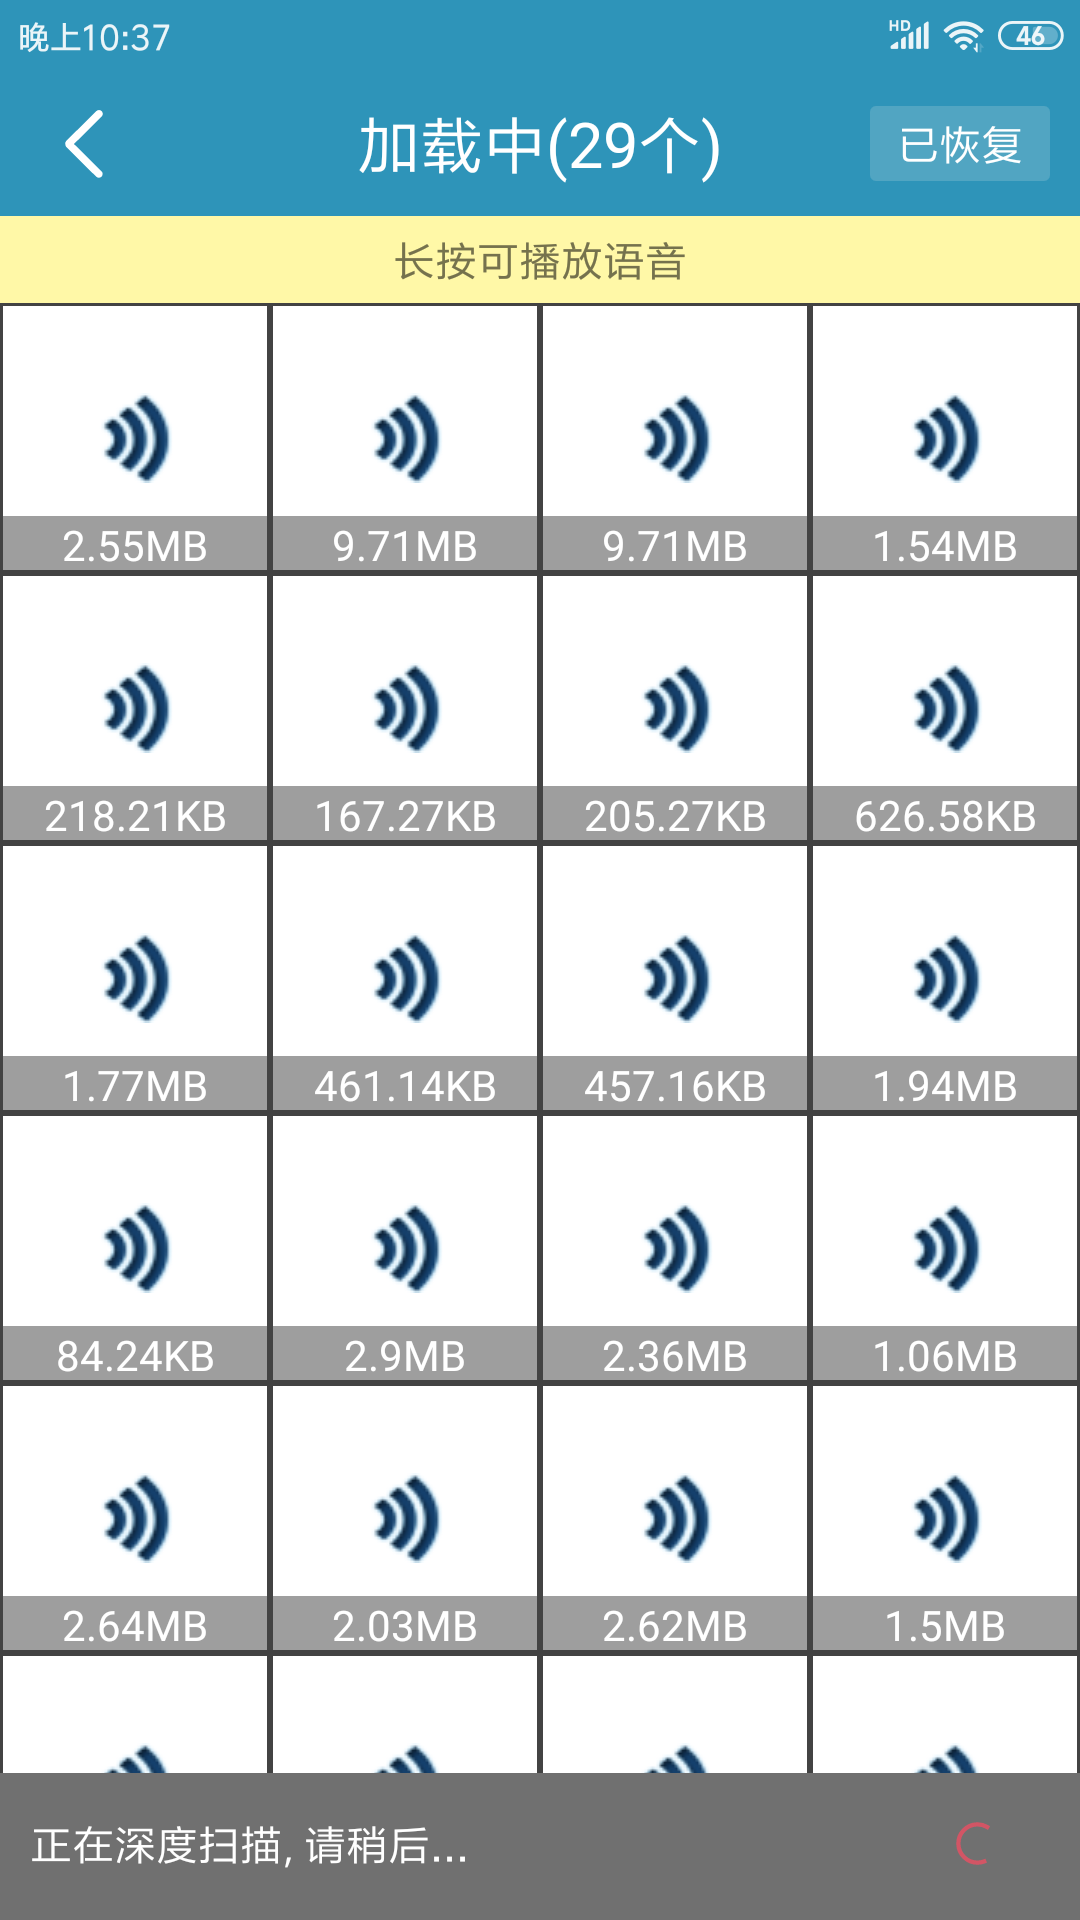 晚上10:37
HD
46
加载中(29个)
已恢复
长按可播放语音
2.55MB 9.71MB 9.71MB 1.54MB
218.21KB 167.27KB 205.27KB 626.58KB
1.77MB 461.14KB 457.16KB 1.94MB
84.24KB 2.9MB 2.36MB 1.06MB
2.64MB 2.03MB 2.62MB 1.5MB
正在深度扫描, 请稍后...